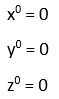 x⁰ = 0
y⁰ = 0
z⁰ = 0